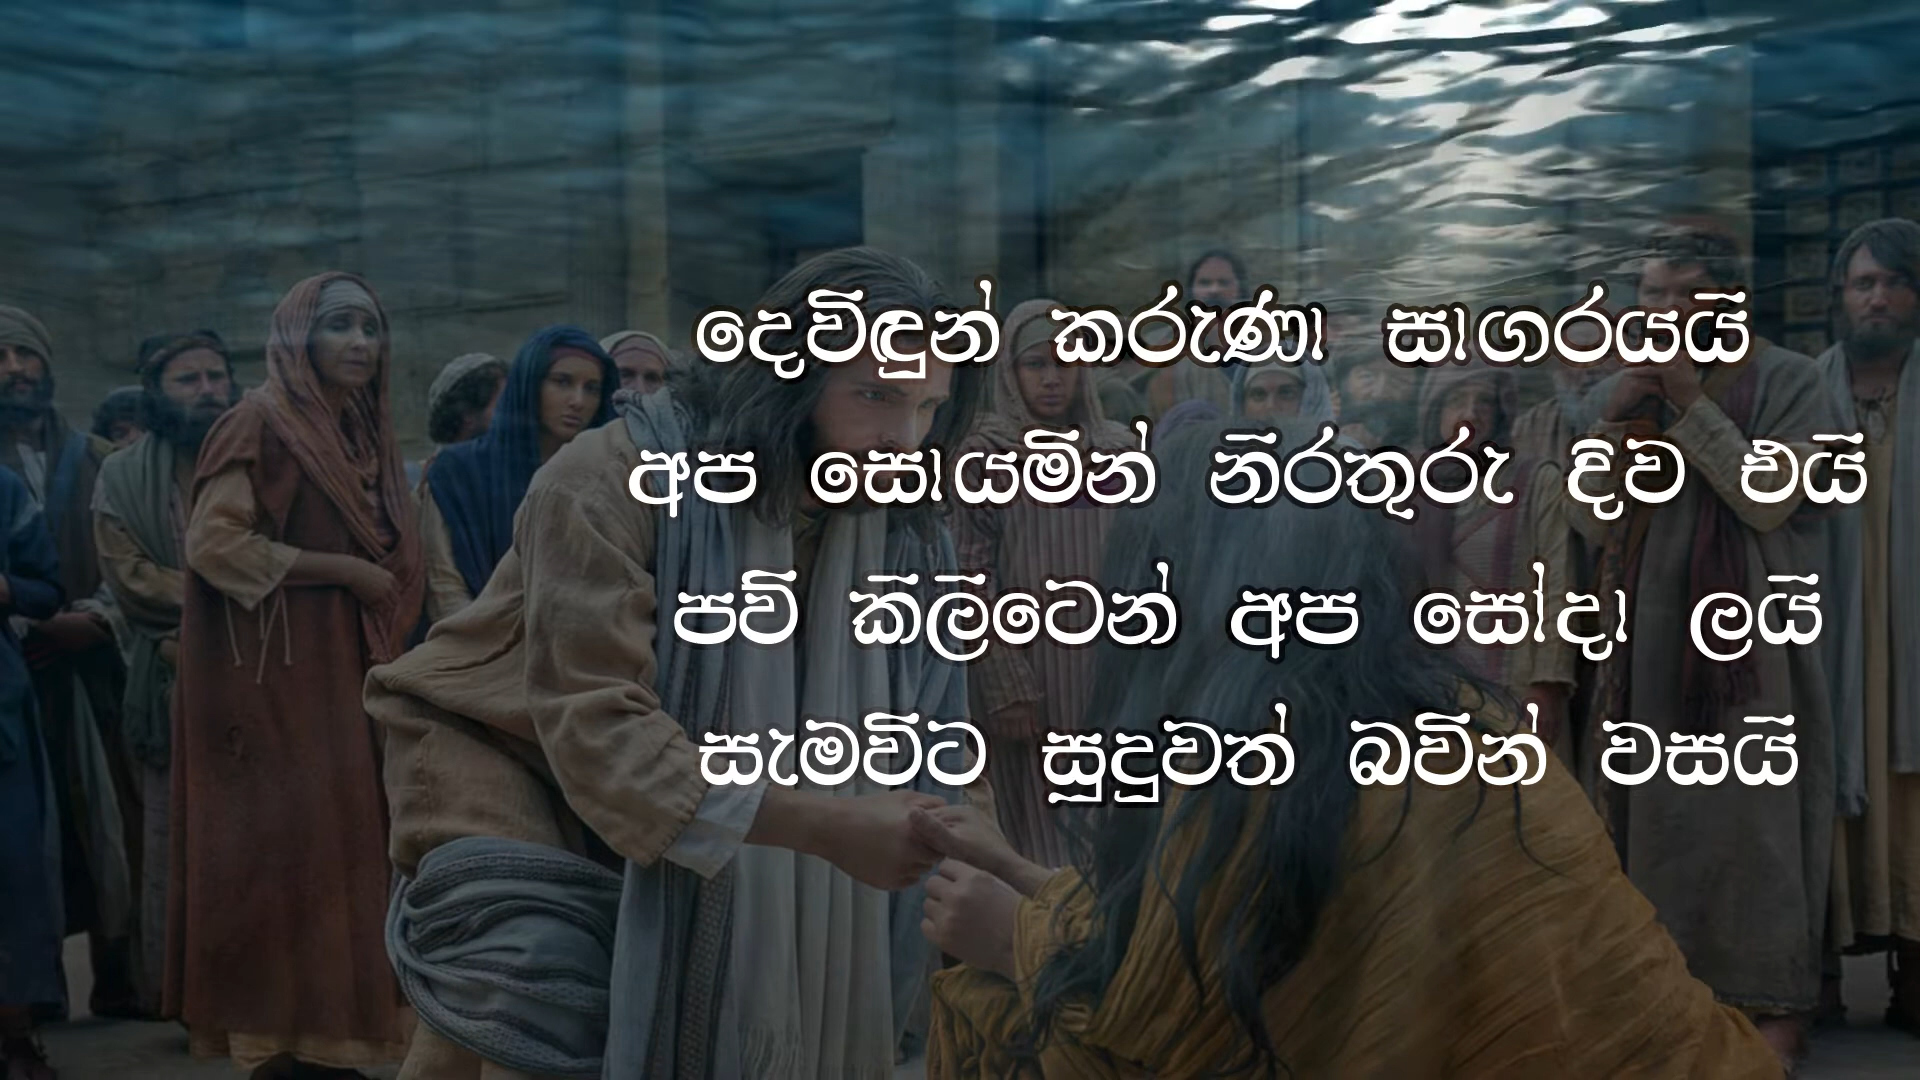 දෙවිඳුන් කරුණා සාගරයයි
අප සොයමින් නිරතුරු දිව එයි
පව් කිලිටෙන් අප සෝදා ලයි
සැමවිට සුදුවත් බවින් වසයි